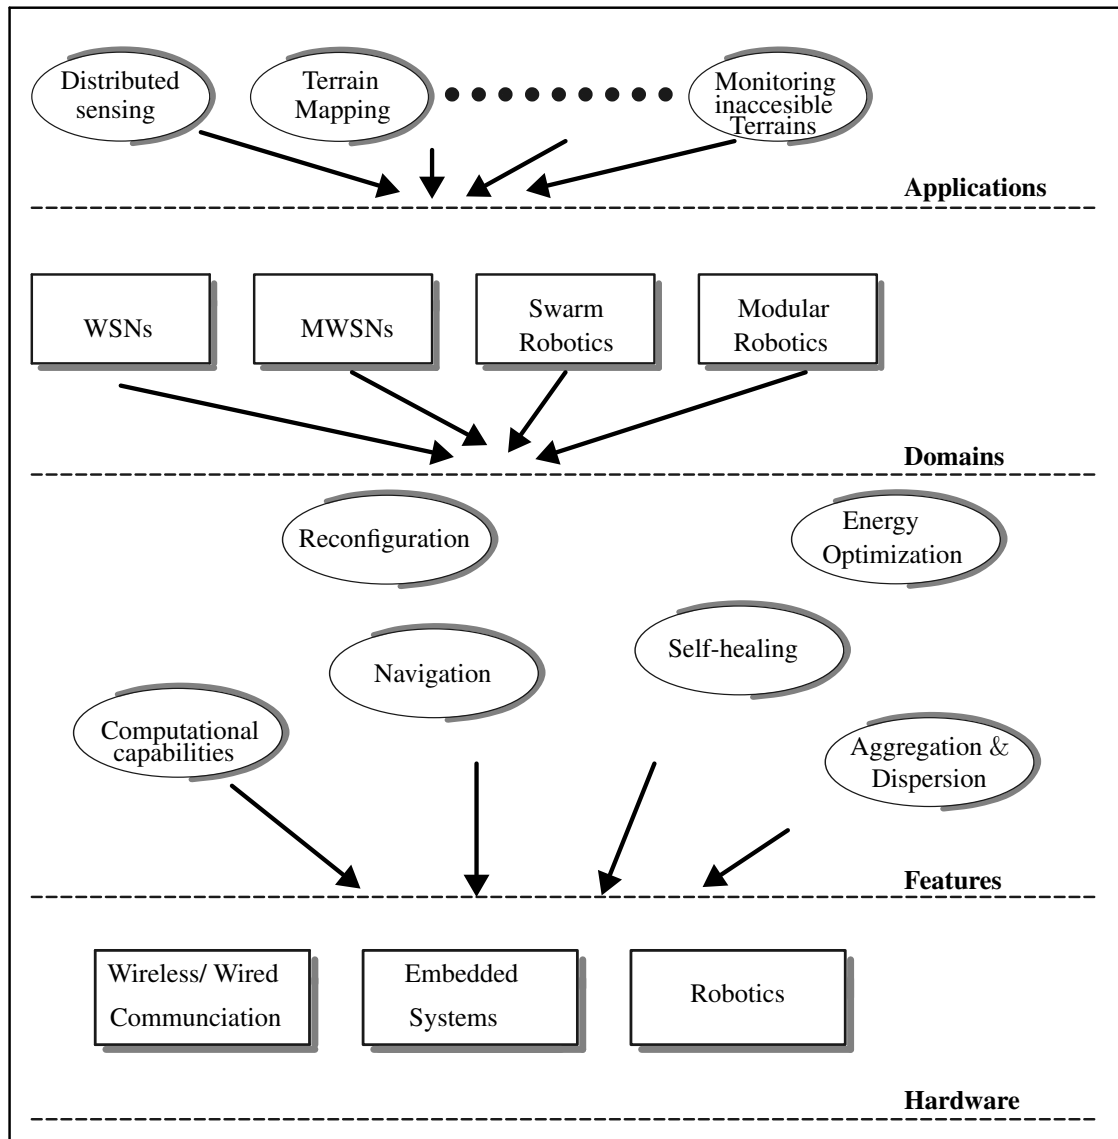 Distributed
sensing
Terrain
Mapping
Monitoring
inaccesible
Terrains
Applications
WSNs
MWSNs
Swarm
Robotics
Modular
Robotics
Domains
Reconfiguration
Energy
Optimization
Navigation
Self-healing
Computational
capabilities
Aggregation &
Dispersion
Features
Wireless/ Wired
Communciation
Embedded
Systems
Robotics
Hardware